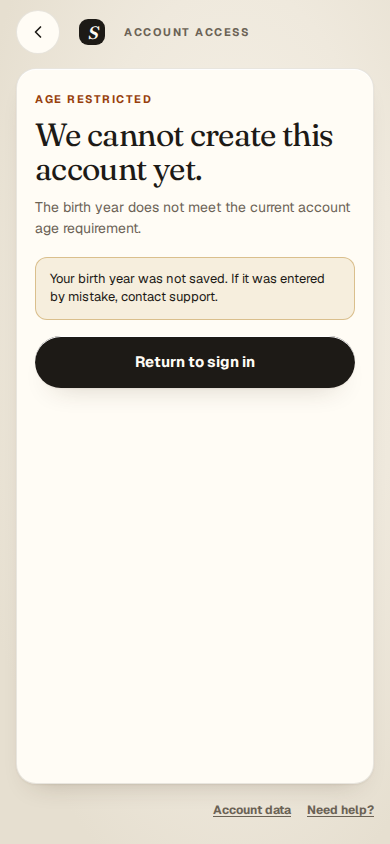 S
ACCOUNT ACCESS
AGE RESTRICTED
We cannot create this
account yet.
The birth year does not meet the current account
age requirement.
Your birth year was not saved. If it was entered
by mistake, contact support.
Return to sign in
Account data
Need help?